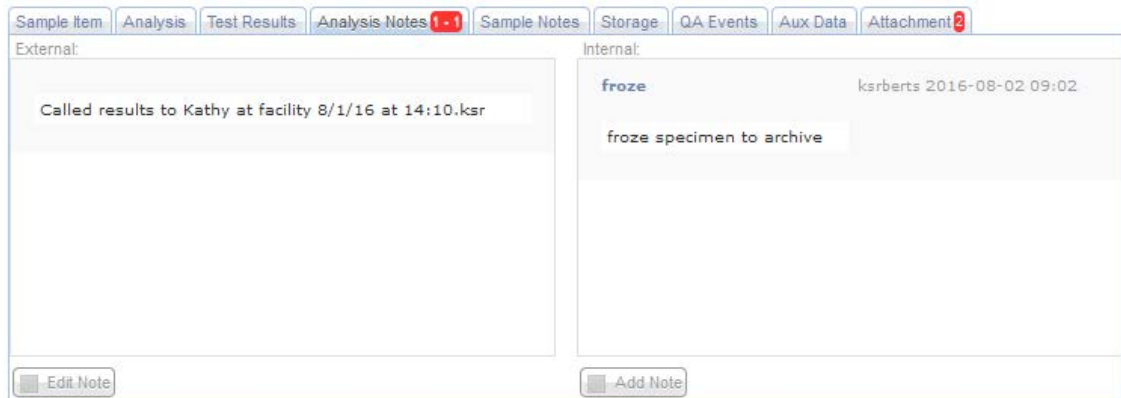 Sample Item Analysis Test Results Analysis Notes 1 - 1 Sample Notes Storage QA Events Aux Data Attachment 2
External:
Called results to Kathy at facility 8/1/16 at 14:10.ksr
Edit Note
Internal:
froze ksrberts 2016-08-02 09:02
froze specimen to archive
Add Note